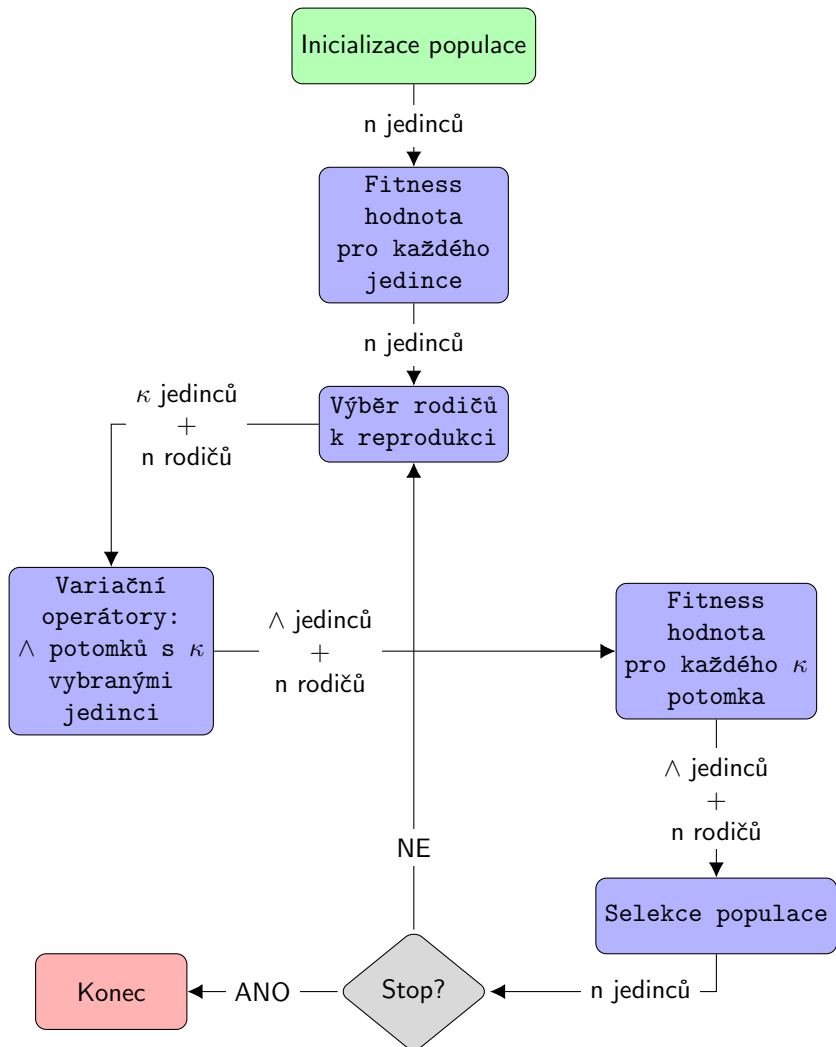 Inicializace populace
n jedinců
Fitness
hodnota
pro každého
jedince
n jedinců
Výběr rodičů
k reprodukci
κ jedinců
+
n rodičů
Variační
operátory:
∧ potomků s κ
vybranými
jedinci
∧ jedinců
+
n rodičů
Fitness
hodnota
pro každého κ
potomka
∧ jedinců
+
n rodičů
Selekce populace
n jedinců
Stop?
NE
ANO
Konec